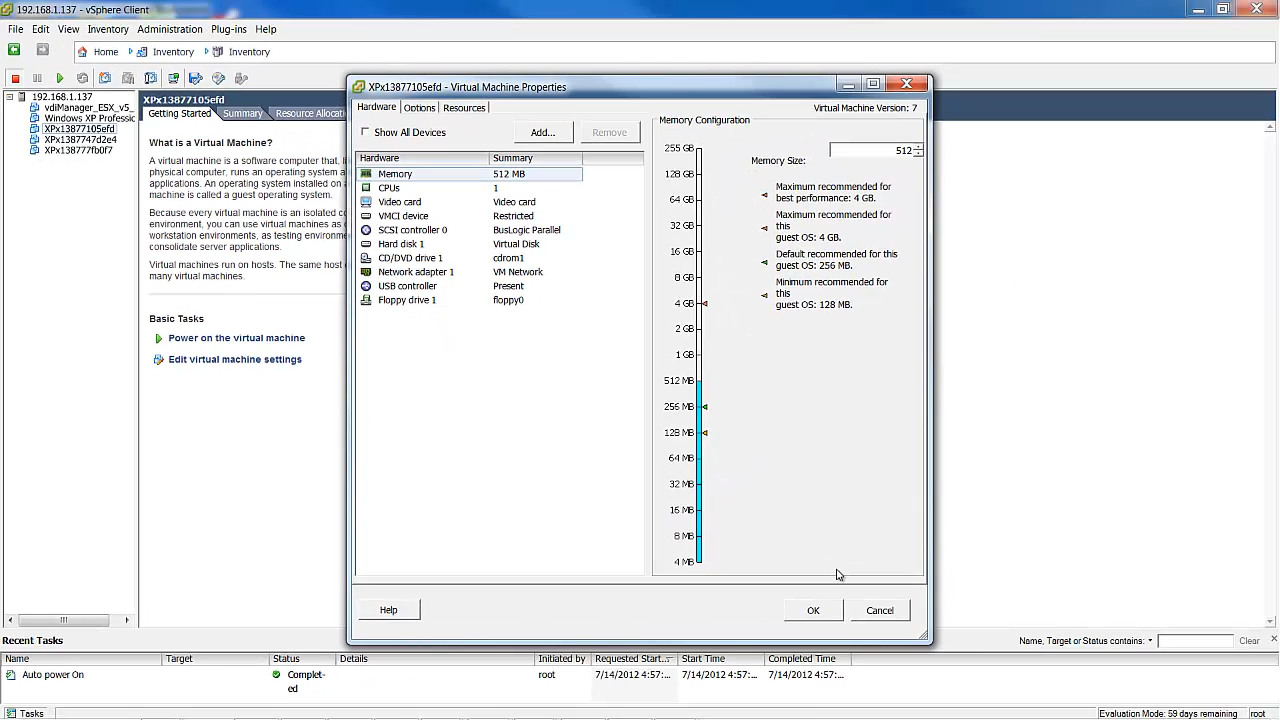 192.168.1.137 - vSphere Client
File Edit View Inventory Administration Plug-ins Help
Home Inventory Inventory
192.168.1.137
vdiManager_ESX_v5_
Windows XP Professic
XPx13877105efd
XPx13877747d2e4
XPx138777fb0f7
XPx13877105efd
Getting Started Summary Resource Allocati
What is a Virtual Machine?
A virtual machine is a software computer that, li
physical computer, runs an operating system a
applications. An operating system installed on a
machine is called a guest operating system.
Because every virtual machine is an isolated co
environment, you can use virtual machines as d
workstation environments, as testing environme
consolidate server applications.
Virtual machines run on hosts. The same host c
many virtual machines.
Basic Tasks
Power on the virtual machine
Edit virtual machine settings
XPx13877105efd - Virtual Machine Properties
Hardware Options Resources
Virtual Machine Version: 7
Show All Devices Add... Remove
Hardware Summary
Memory 512 MB
CPUs 1
Video card Video card
VMCI device Restricted
SCSI controller 0 BusLogic Parallel
Hard disk 1 Virtual Disk
CD/DVD drive 1 cdrom1
Network adapter 1 VM Network
USB controller Present
Floppy drive 1 floppy0
Memory Configuration
255 GB
128 GB
64 GB
32 GB
16 GB
8 GB
4 GB
2 GB
1 GB
512 MB
256 MB
128 MB
64 MB
32 MB
16 MB
8 MB
4 MB
512
Memory Size:
Maximum recommended for
best performance: 4 GB.
Maximum recommended for
this
guest OS: 4 GB.
Default recommended for this
guest OS: 256 MB.
Minimum recommended for
this
guest OS: 128 MB.
Help OK Cancel
Recent Tasks
Name, Target or Status contains: Clear
Name Target Status Details Initiated by Requested Start... Start Time Completed Time
Auto power On Complet- root 7/14/2012 4:57:... 7/14/2012 4:57:... 7/14/2012 4:57:...
ed
Tasks Evaluation Mode: 59 days remaining root